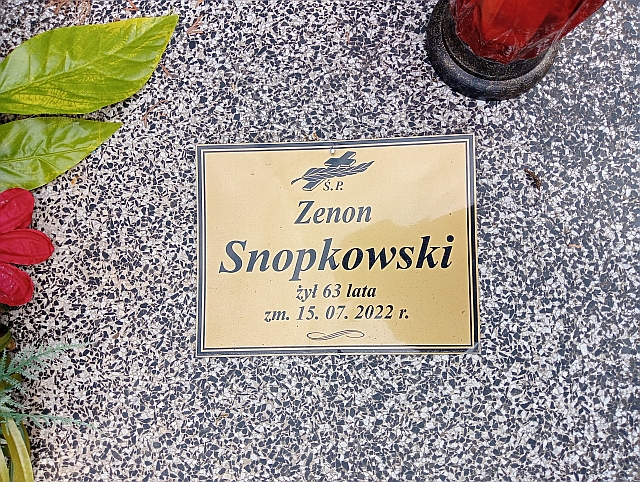 Ś.P.
Zenon
Snopkowski
żył 63 lata
zm. 15. 07. 2022 r.